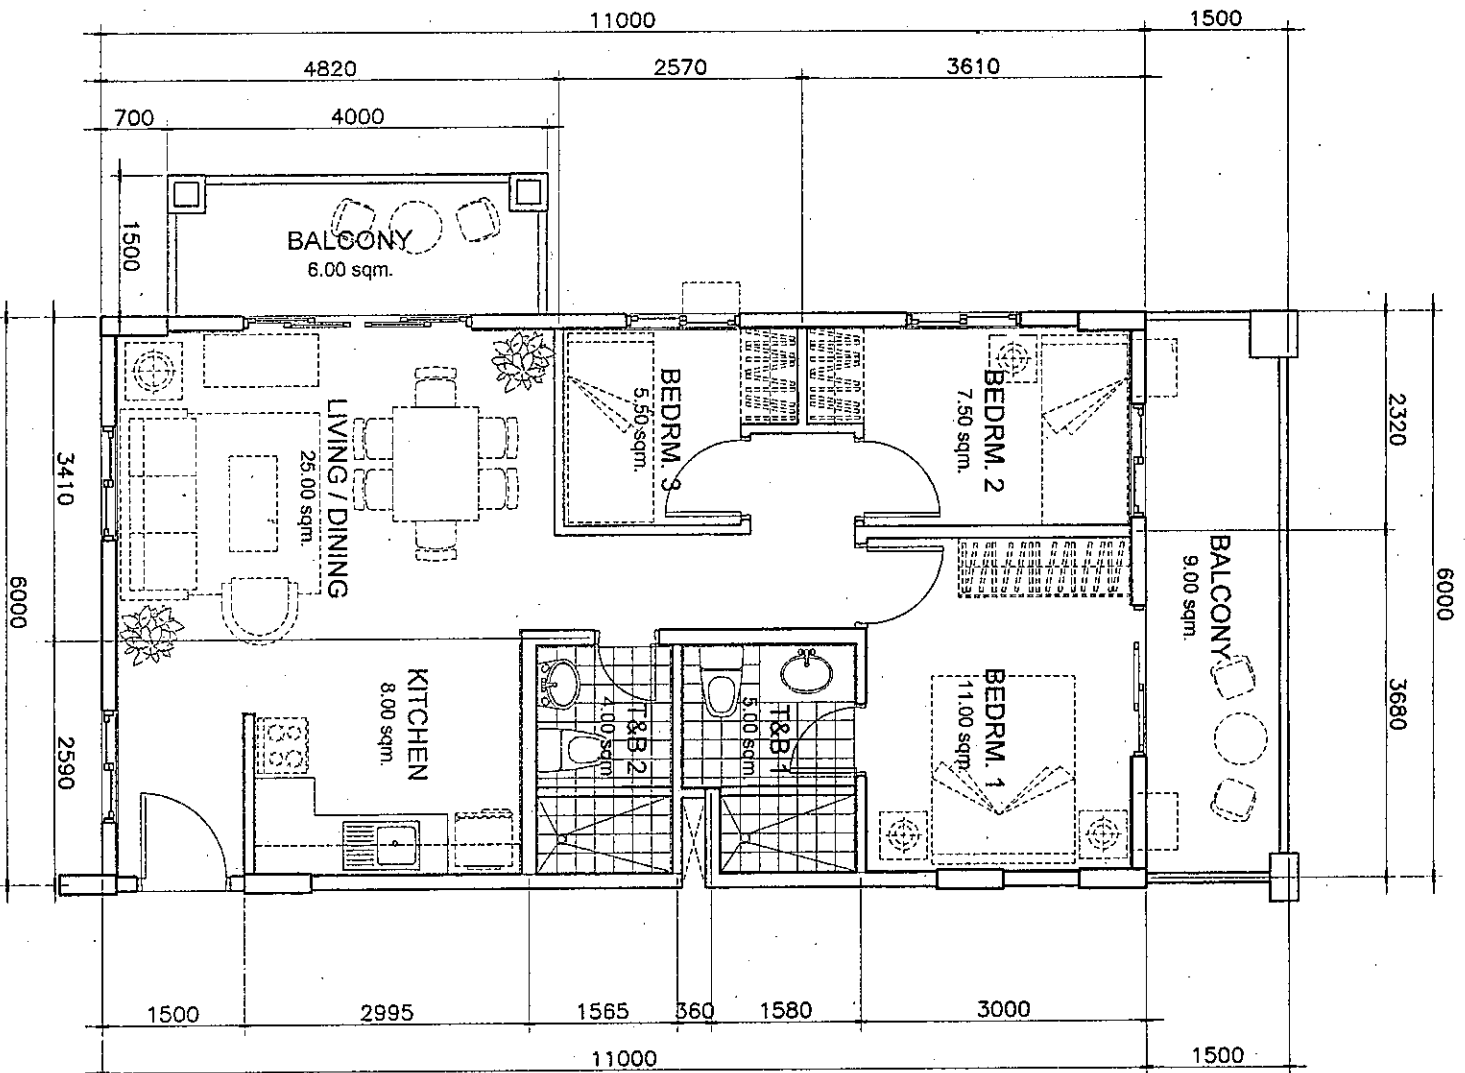 11000
1500
4820
2570
3610
700
4000
1500
BALCONY
6.00 sqm.
BEDRM. 3
5.50 sqm.
BEDRM. 2
7.50 sqm.
LIVING / DINING
25.00 sqm.
3410
2320
6000
6000
BALCONY
9.00 sqm.
KITCHEN
8.00 sqm.
T&B 2
4.00 sqm.
T&B 1
5.00 sqm.
BEDRM. 1
11.00 sqm.
2590
3680
1500
2995
1565
360
1580
3000
11000
1500